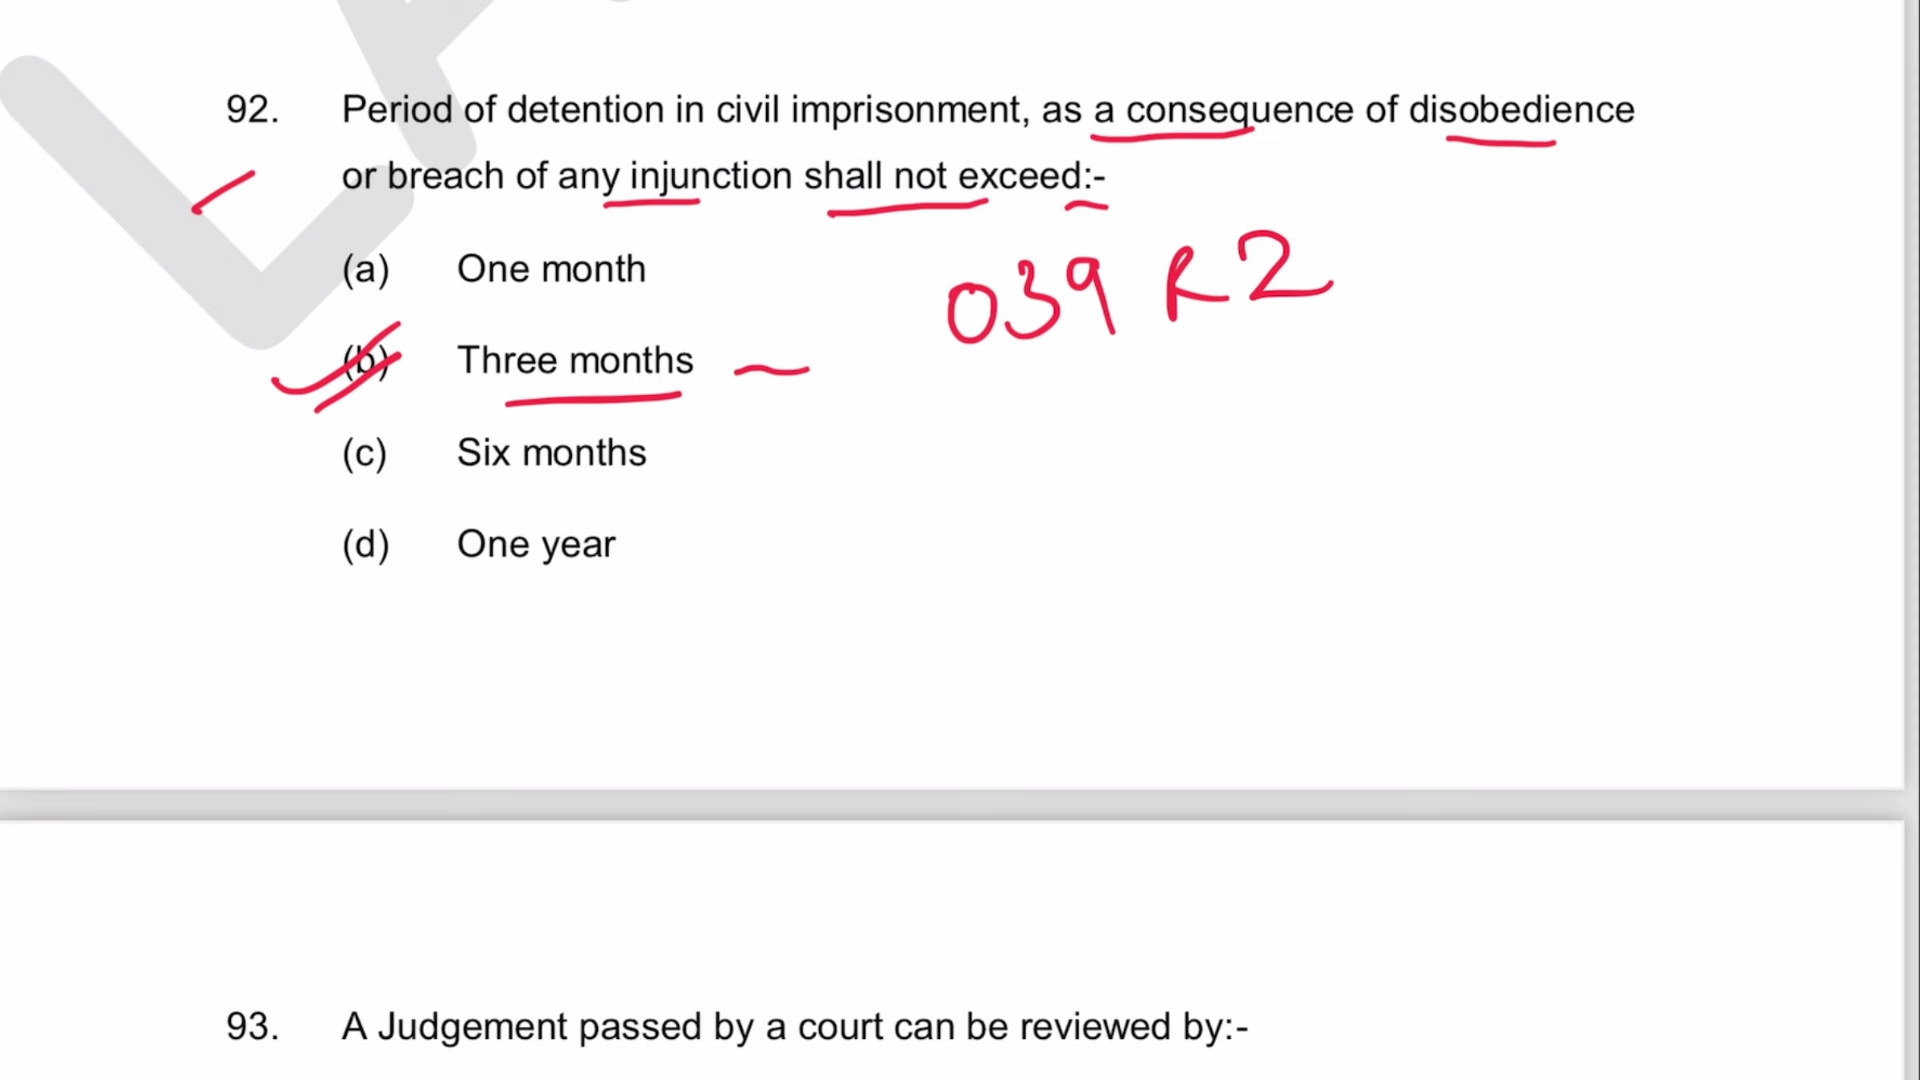 92. Period of detention in civil imprisonment, as a consequence of disobedience
or breach of any injunction shall not exceed:-
(a) One month
O39 R2
(b) Three months
(c) Six months
(d) One year
93. A Judgement passed by a court can be reviewed by:-